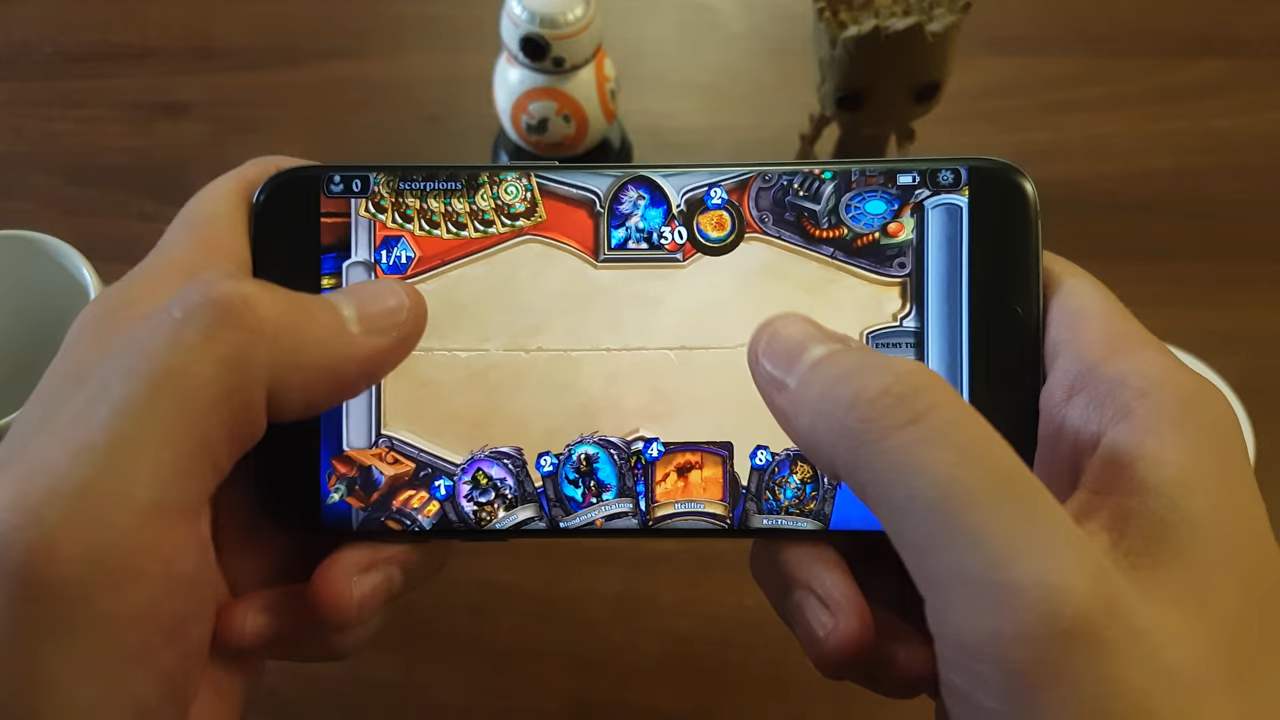 0
scorpions
2
30
1/1
ENEMY TU
7
Boom
2
Bloodmage Thalnos
4
Hellfire
8
Kel'Thuzad